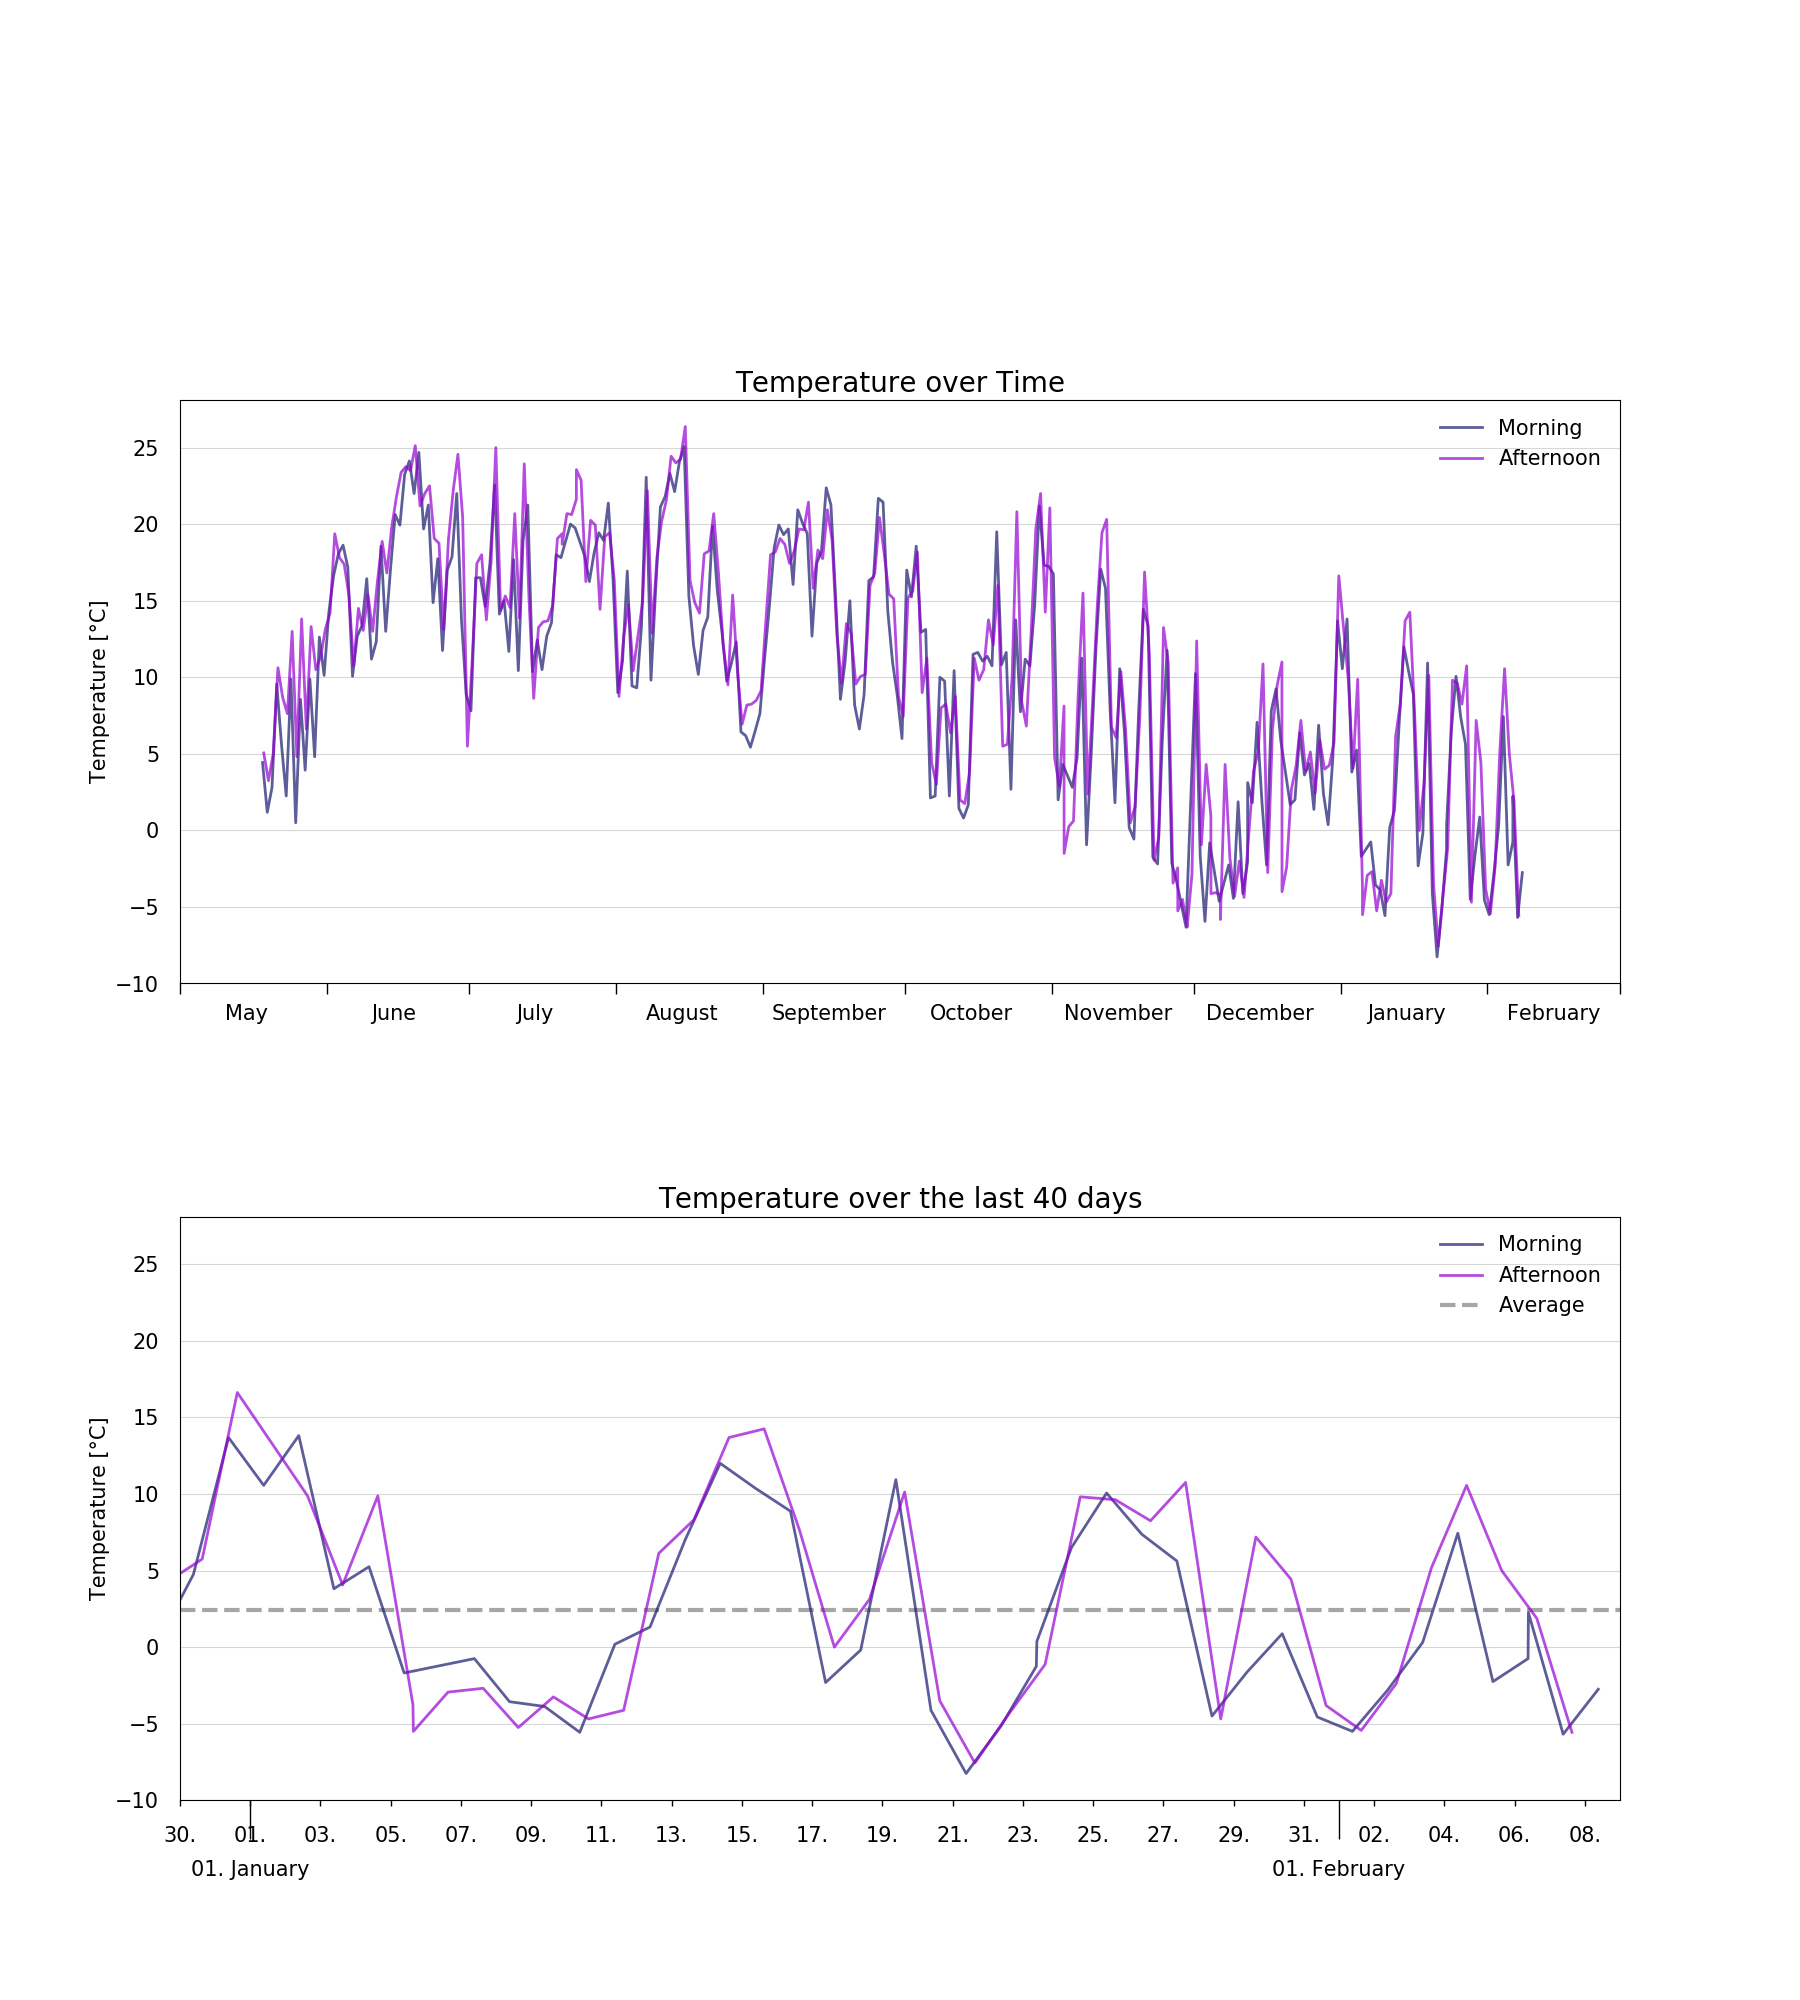 Temperature over Time
Temperature [°C]
25
20
15
10
5
0
−5
−10
Morning
Afternoon
May June July August September October November December January February
Temperature over the last 40 days
Temperature [°C]
25
20
15
10
5
0
−5
−10
Morning
Afternoon
Average
30. 01. 03. 05. 07. 09. 11. 13. 15. 17. 19. 21. 23. 25. 27. 29. 31. 02. 04. 06. 08.
01. January 01. February